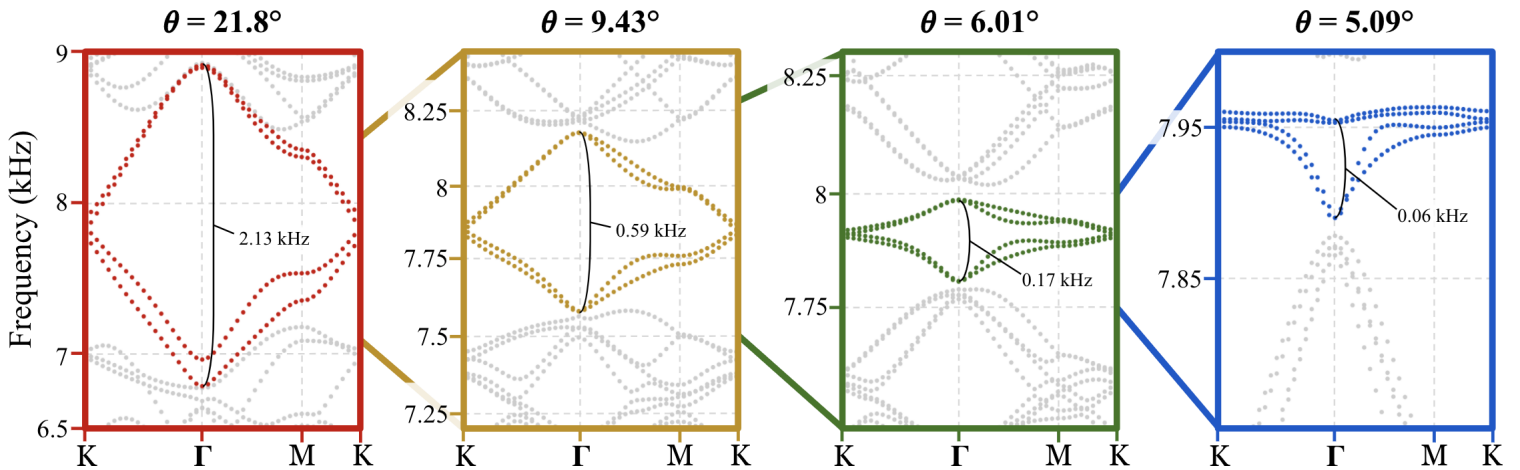 θ = 21.8° θ = 9.43° θ = 6.01° θ = 5.09°
Frequency (kHz)
9
8
7
6.5
2.13 kHz
K Γ M K
8.25
8
7.75
7.5
7.25
0.59 kHz
K Γ M K
8.25
8
7.75
0.17 kHz
K Γ M K
7.95
7.85
0.06 kHz
K Γ M K